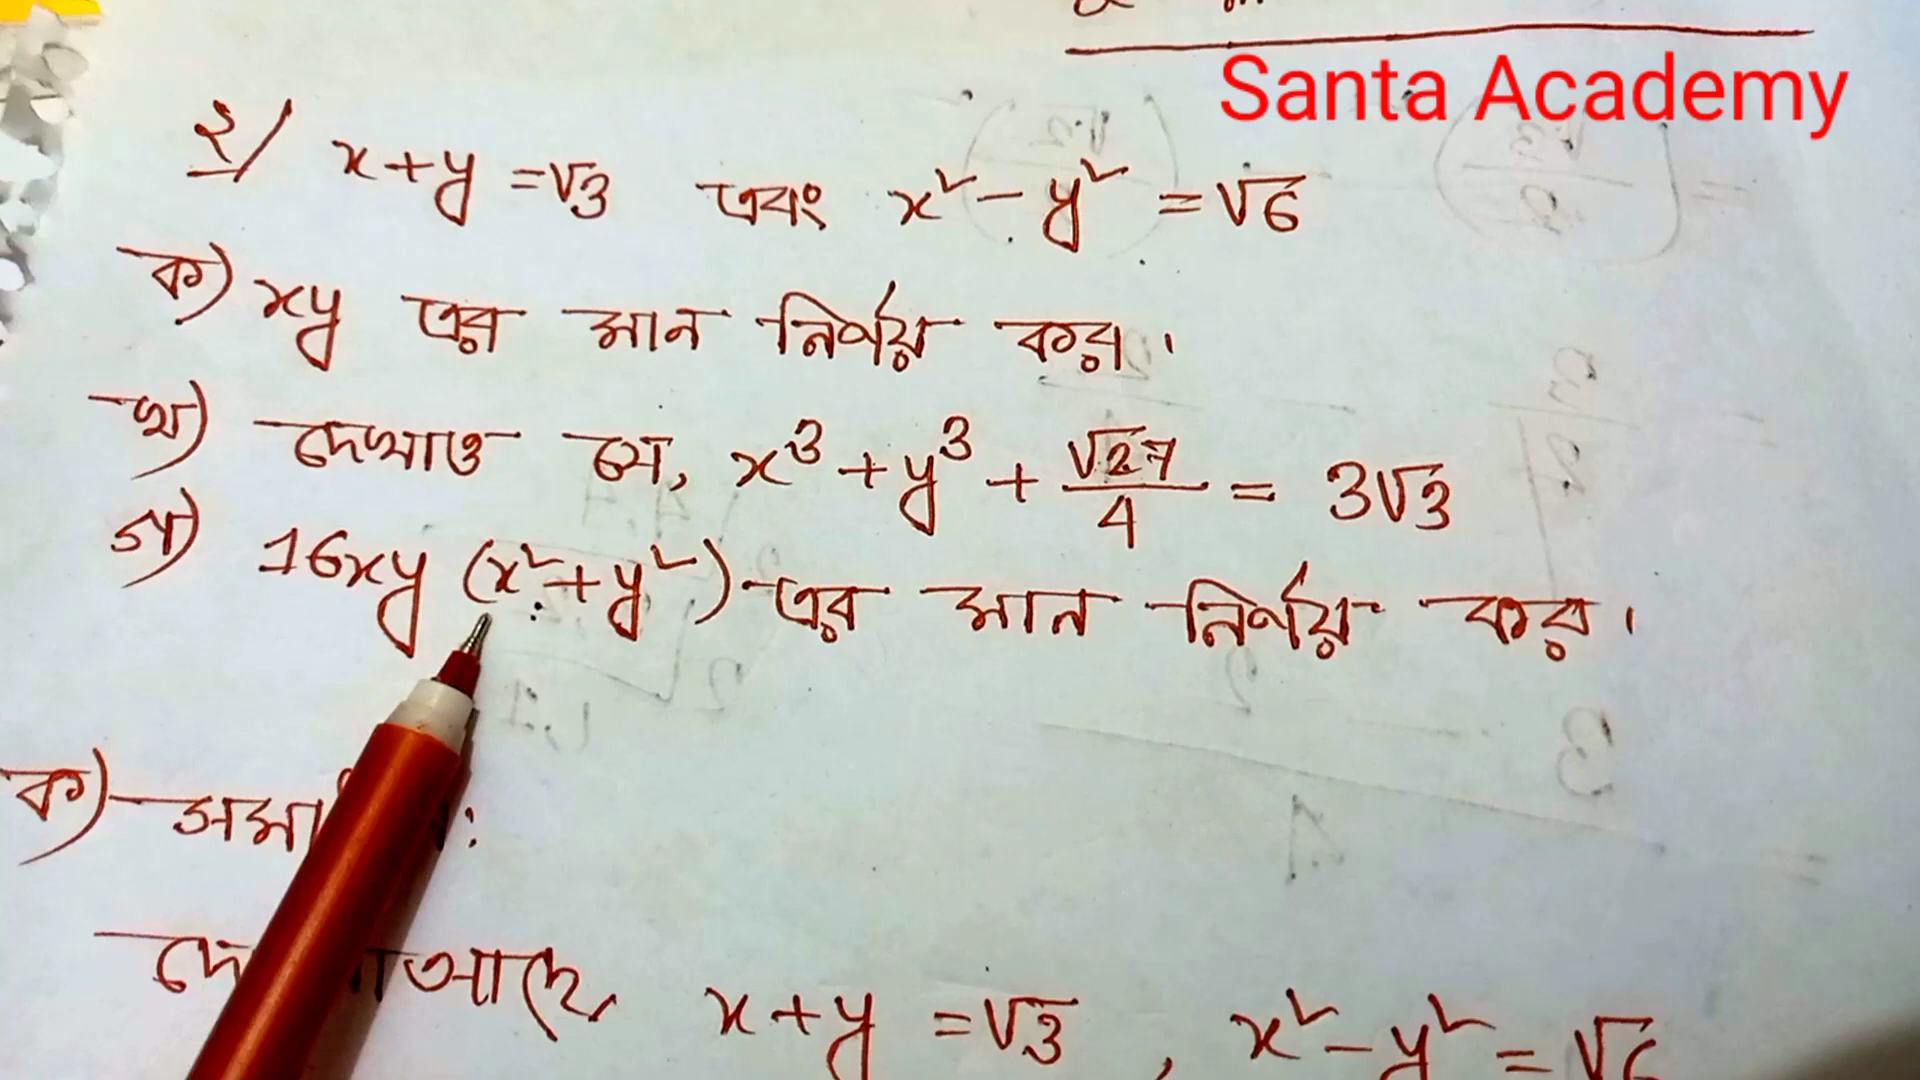 Santa Academy
২/ x+y =√3 এবং x²-y² =√6
ক) xy এর মান নির্ণয় কর।
খ) দেখাও যে, x³+y³+√27/4 = 3√3
গ) 16xy (x²+y²) এর মান নির্ণয় কর।
ক)
আছে x+y =√3 , x²-y² = √6